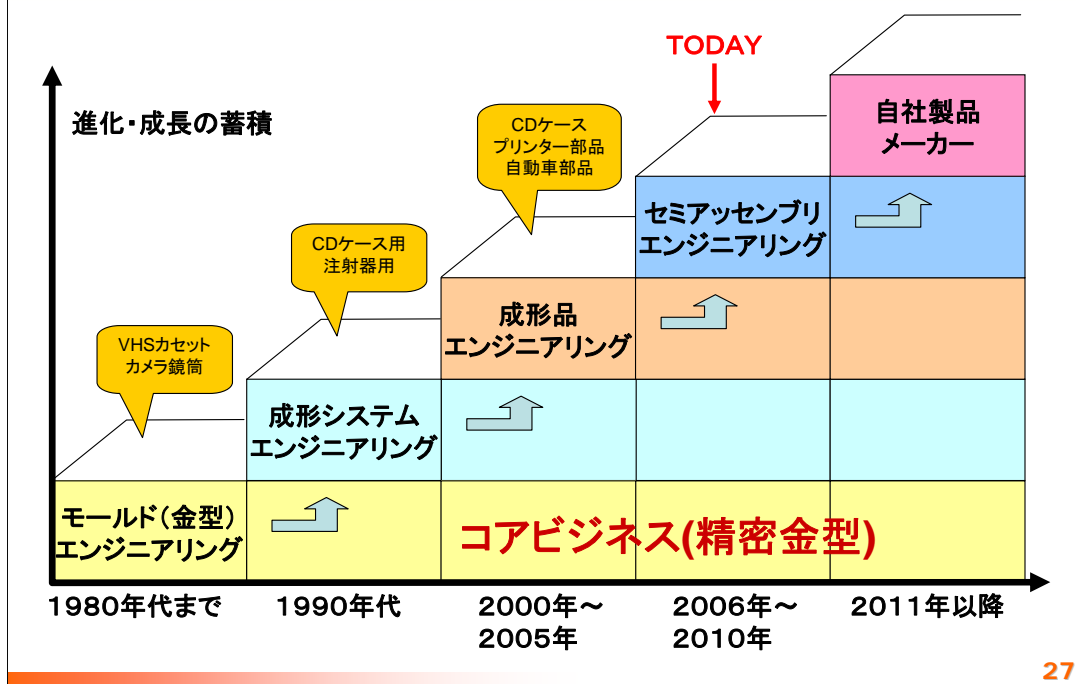 TODAY
進化・成長の蓄積
CDケース
プリンター部品
自動車部品
自社製品
メーカー
CDケース用
注射器用
セミアッセンブリ
エンジニアリング
VHSカセット
カメラ鏡筒
成形品
エンジニアリング
成形システム
エンジニアリング
モールド（金型）
エンジニアリング
コアビジネス(精密金型)
1980年代まで
1990年代
2000年～
2005年
2006年～
2010年
2011年以降
27